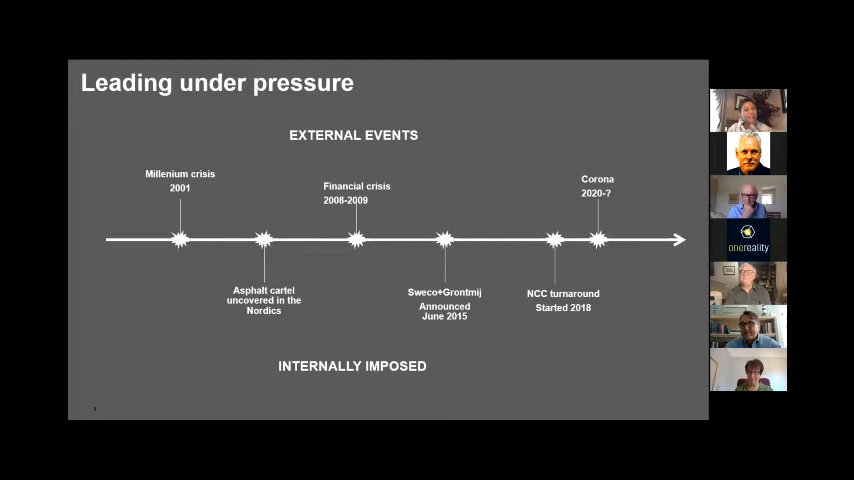 Leading under pressure
EXTERNAL EVENTS
Millenium crisis
2001
Financial crisis
2008-2009
Corona
2020-?
Asphalt cartel
uncovered in the
Nordics
Sweco+Grontmij
Announced
June 2015
NCC turnaround
Started 2018
INTERNALLY IMPOSED
onereality